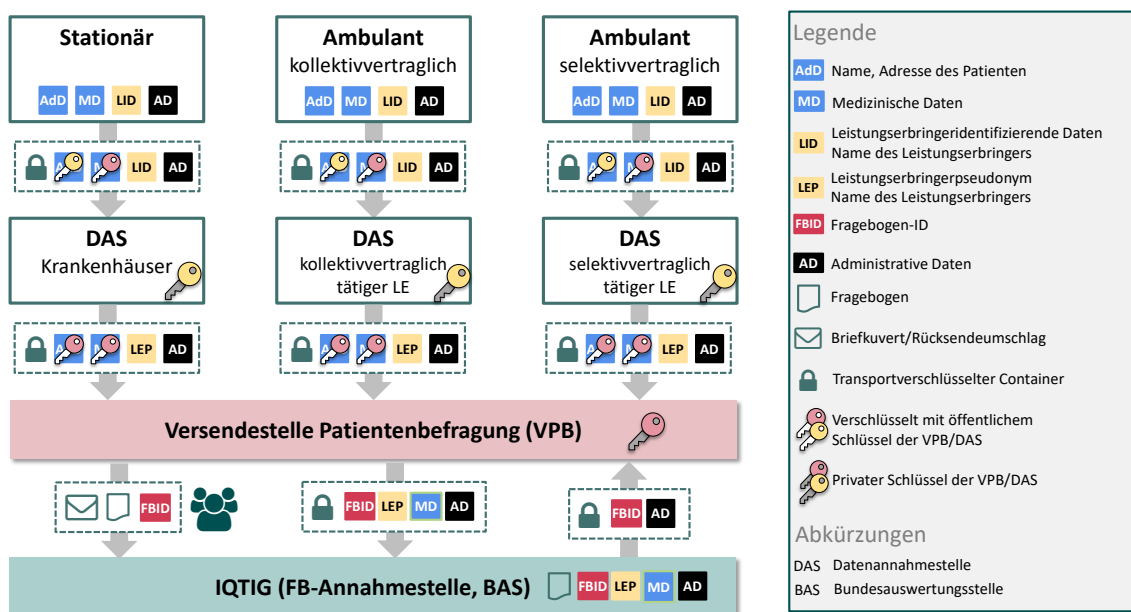 Stationär
AdD MD LID AD
Ambulant
kollektivvertraglich
AdD MD LID AD
Ambulant
selektivvertraglich
AdD MD LID AD
LID AD
LID AD
LID AD
DAS
Krankenhäuser
DAS
kollektivvertraglich
tätiger LE
DAS
selektivvertraglich
tätiger LE
LEP AD
LEP AD
LEP AD
Versendestelle Patientenbefragung (VPB)
FBID
FBID LEP MD AD
FBID AD
IQTIG (FB-Annahmestelle, BAS)
FBID LEP MD AD
Legende
AdD Name, Adresse des Patienten
MD Medizinische Daten
LID Leistungserbringeridentifizierende Daten
Name des Leistungserbringers
LEP Leistungserbringerpseudonym
Name des Leistungserbringers
FBID Fragebogen-ID
AD Administrative Daten
Fragebogen
Briefkuvert/Rücksendeumschlag
Transportverschlüsselter Container
Verschlüsselt mit öffentlichem
Schlüssel der VPB/DAS
Privater Schlüssel der VPB/DAS
Abkürzungen
DAS Datenannahmestelle
BAS Bundesauswertungsstelle